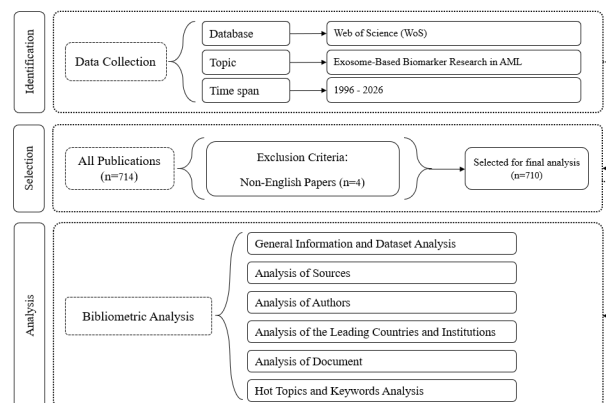 Identification
Data Collection
Database
Web of Science (WoS)
Topic
Exosome-Based Biomarker Research in AML
Time span
1996 - 2026
Selection
All Publications
(n=714)
Exclusion Criteria:
Non-English Papers (n=4)
Selected for final analysis
(n=710)
Analysis
Bibliometric Analysis
General Information and Dataset Analysis
Analysis of Sources
Analysis of Authors
Analysis of the Leading Countries and Institutions
Analysis of Document
Hot Topics and Keywords Analysis